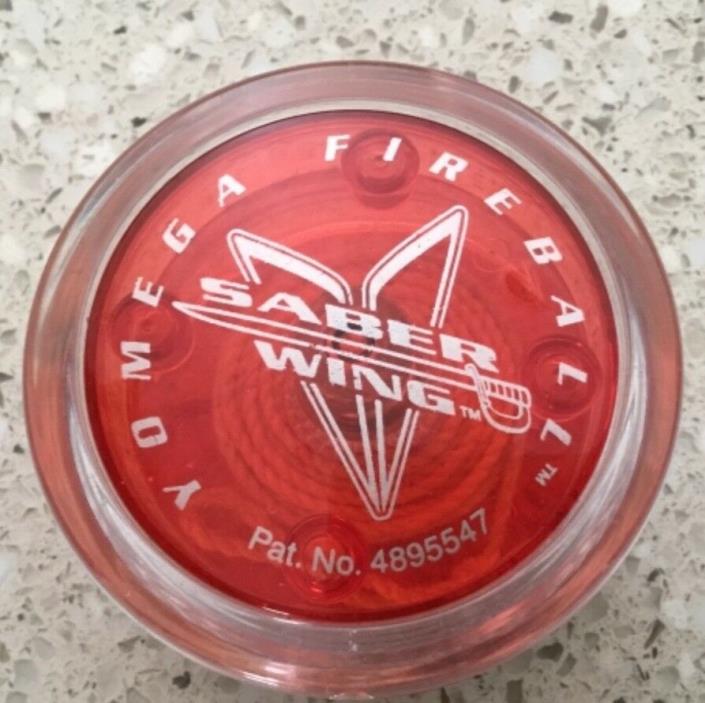 YOMEGA FIREBALL™
SABER
WING™
Pat. No. 4895547